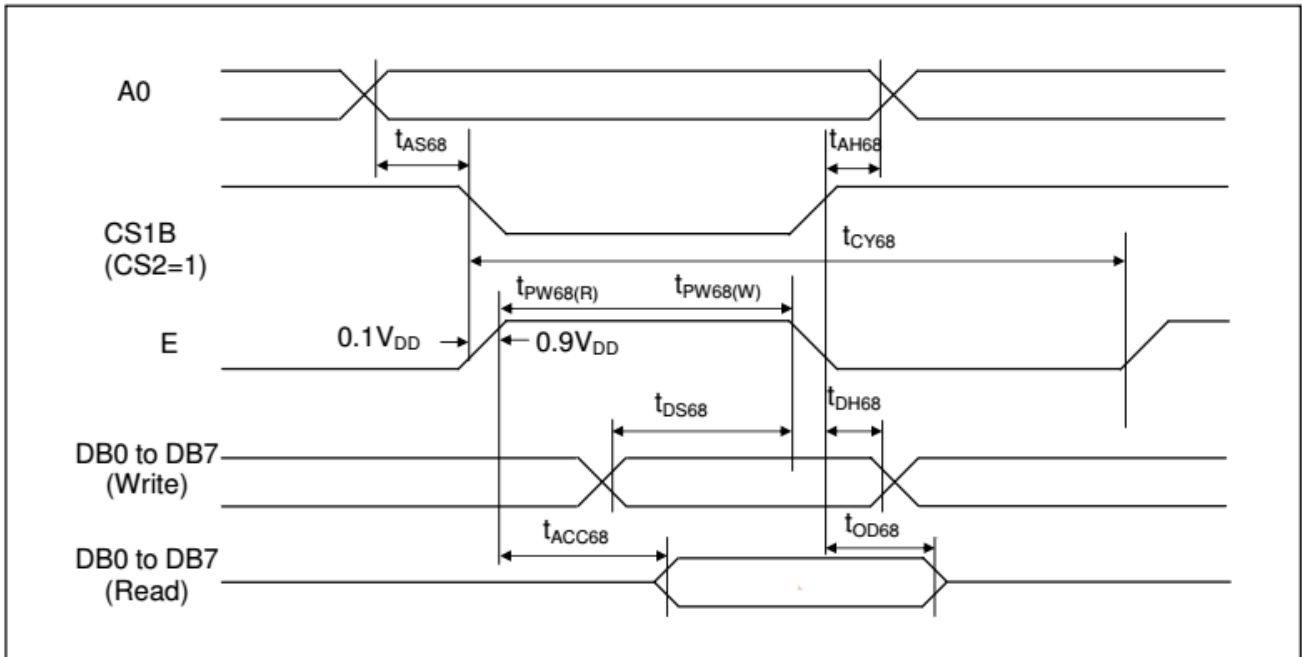 A0
tAS68
tAH68
CS1B
(CS2=1)
tCY68
tPW68(R)
tPW68(W)
E
0.1VDD
0.9VDD
tDS68
tDH68
DB0 to DB7
(Write)
tACC68
tOD68
DB0 to DB7
(Read)